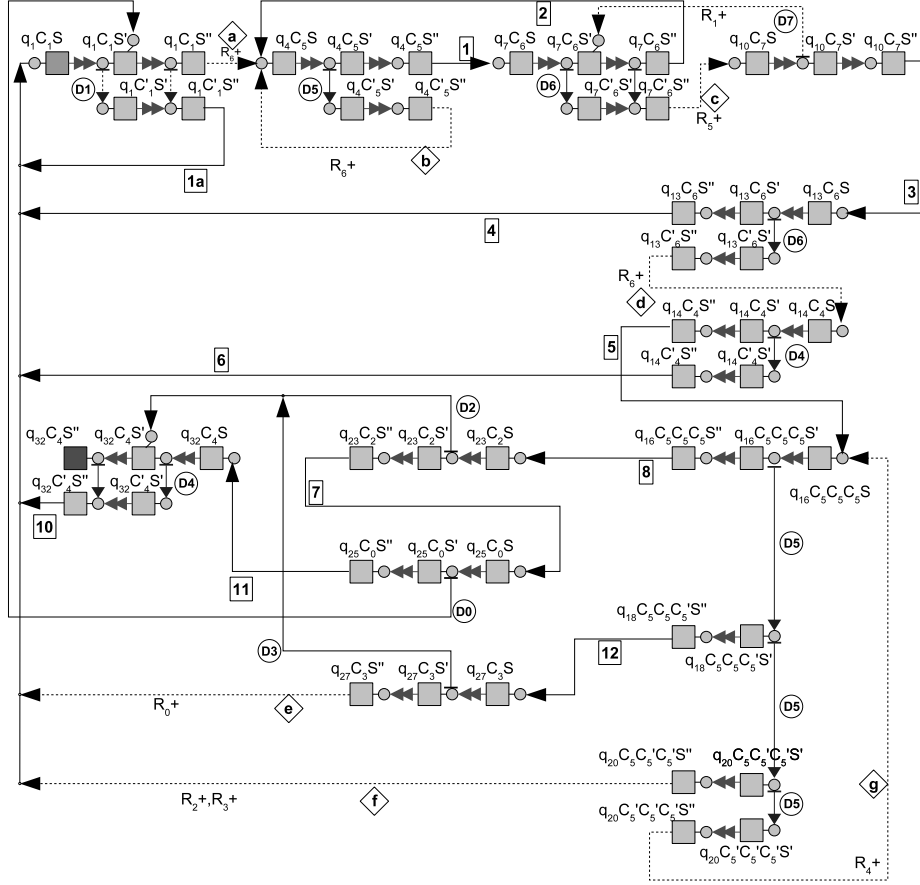 2
R₁+
D7
q₁C₁S
q₁C₁S'
q₁C₁S''
a
R₆+
q₄C₅S
q₄C₅S'
q₄C₅S''
1
q₇C₆S
q₇C₆S'
q₇C₆S''
q₁₀C₇S
q₁₀C₇S'
q₁₀C₇S''
D1
q₁C'₁S'
q₁C'₁S''
D5
q₄C'₅S'
q₄C'₅S''
D6
q₇C'₆S'
q₇C'₆S''
c
R₅+
R₆+
b
1a
q₁₃C₆S''
q₁₃C₆S'
q₁₃C₆S
3
4
q₁₃C'₆S''
q₁₃C'₆S'
D6
R₆+
d
q₁₄C₄S''
q₁₄C₄S'
q₁₄C₄S
5
6
q₁₄C'₄S''
q₁₄C'₄S'
D4
D2
q₃₂C₄S''
q₃₂C₄S'
q₃₂C₄S
q₂₃C₂S''
q₂₃C₂S'
q₂₃C₂S
q₁₆C₅C₅C₅S''
q₁₆C₅C₅C₅S'
8
q₃₂C'₄S''
q₃₂C'₄S'
D4
7
q₁₆C₅C₅C₅S
10
D5
q₂₅C₀S''
q₂₅C₀S'
q₂₅C₀S
11
D0
q₁₈C₅C₅C₅'S''
12
D3
q₂₇C₃S''
q₂₇C₃S'
q₂₇C₃S
q₁₈C₅C₅C₅'S'
R₀+
e
D5
q₂₀C₅C₅'C₅'S''
q₂₀C₅C₅'C₅'S'
g
R₂+,R₃+
f
D5
q₂₀C₅'C₅'C₅'S''
q₂₀C₅'C₅'C₅'S'
R₄+